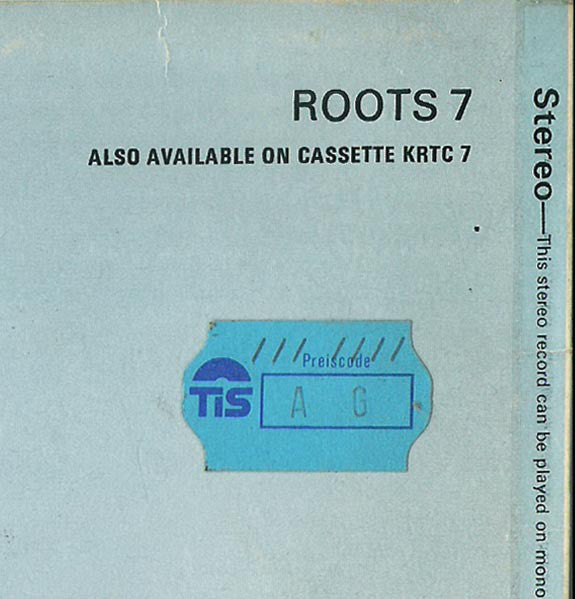 ROOTS 7
ALSO AVAILABLE ON CASSETTE KRTC 7
Preiscode
TiS
A G
Stereo—This stereo record can be played on mono